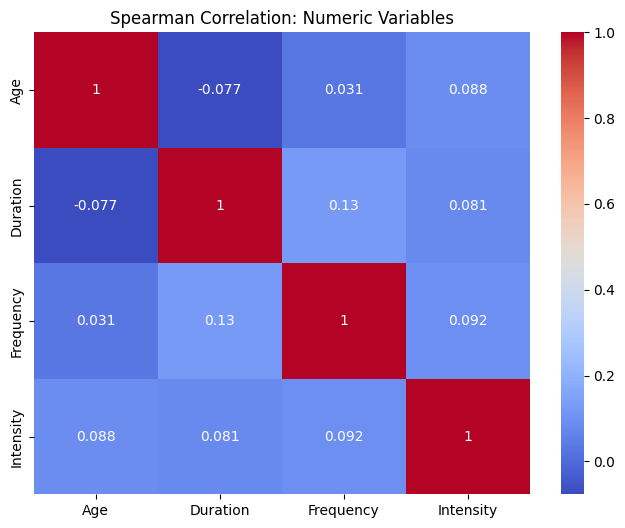 Spearman Correlation: Numeric Variables
Age 1 -0.077 0.031 0.088
Duration -0.077 1 0.13 0.081
Frequency 0.031 0.13 1 0.092
Intensity 0.088 0.081 0.092 1
Age Duration Frequency Intensity
1.0
0.8
0.6
0.4
0.2
0.0